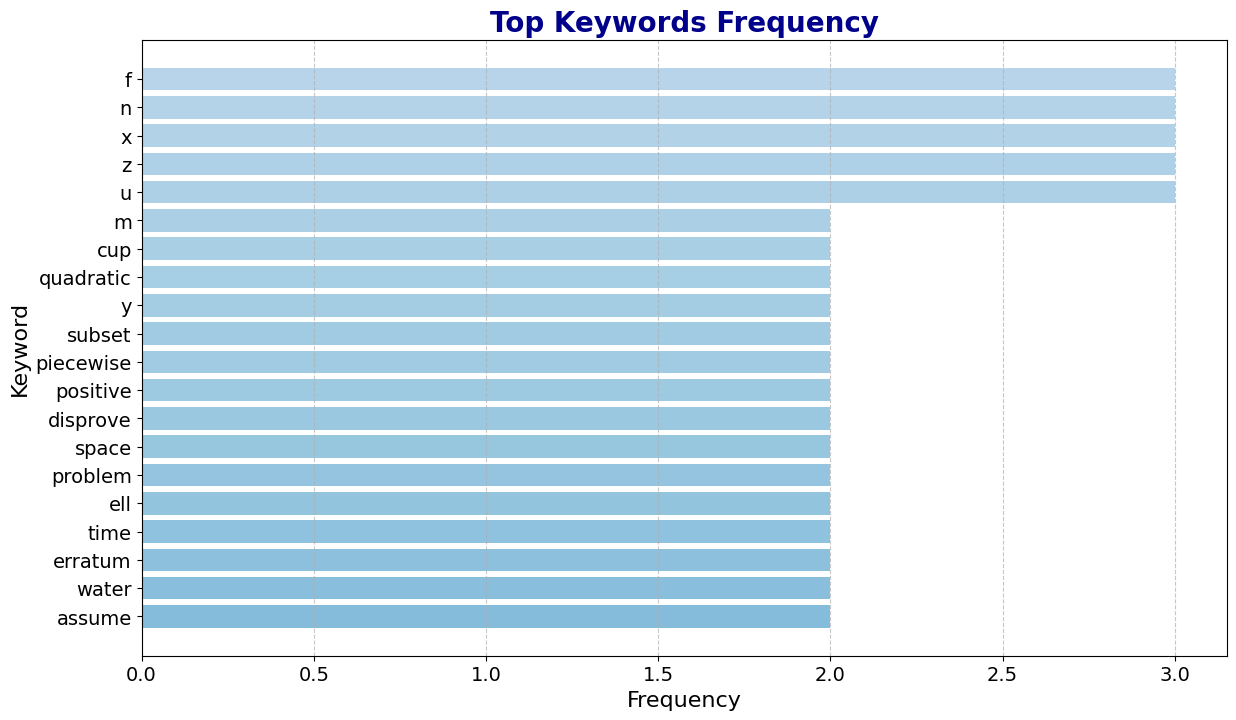 Top Keywords Frequency
Keyword
f
n
x
z
u
m
cup
quadratic
y
subset
piecewise
positive
disprove
space
problem
ell
time
erratum
water
assume
0.0 0.5 1.0 1.5 2.0 2.5 3.0
Frequency